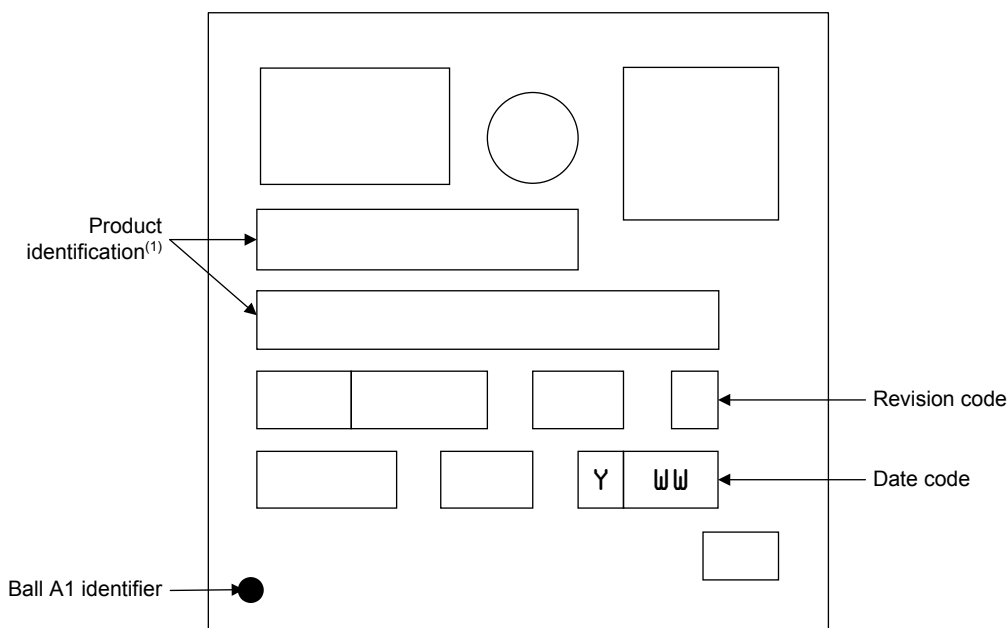 Product
identification(1)
Revision code
Y WW
Date code
Ball A1 identifier